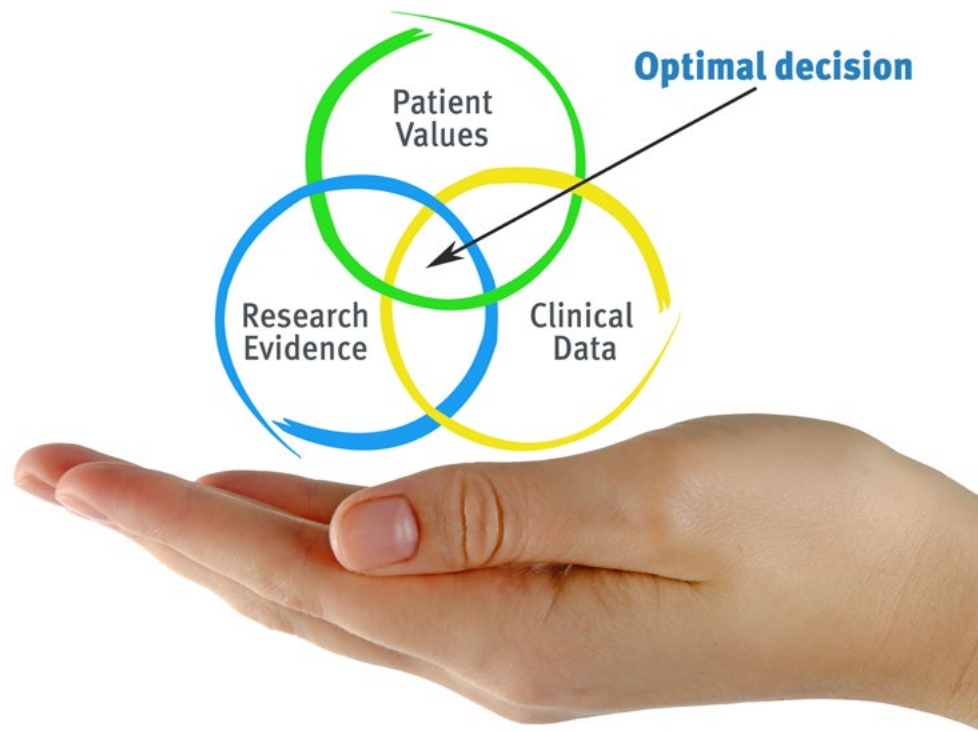 Optimal decision
Patient
Values
Research
Evidence
Clinical
Data